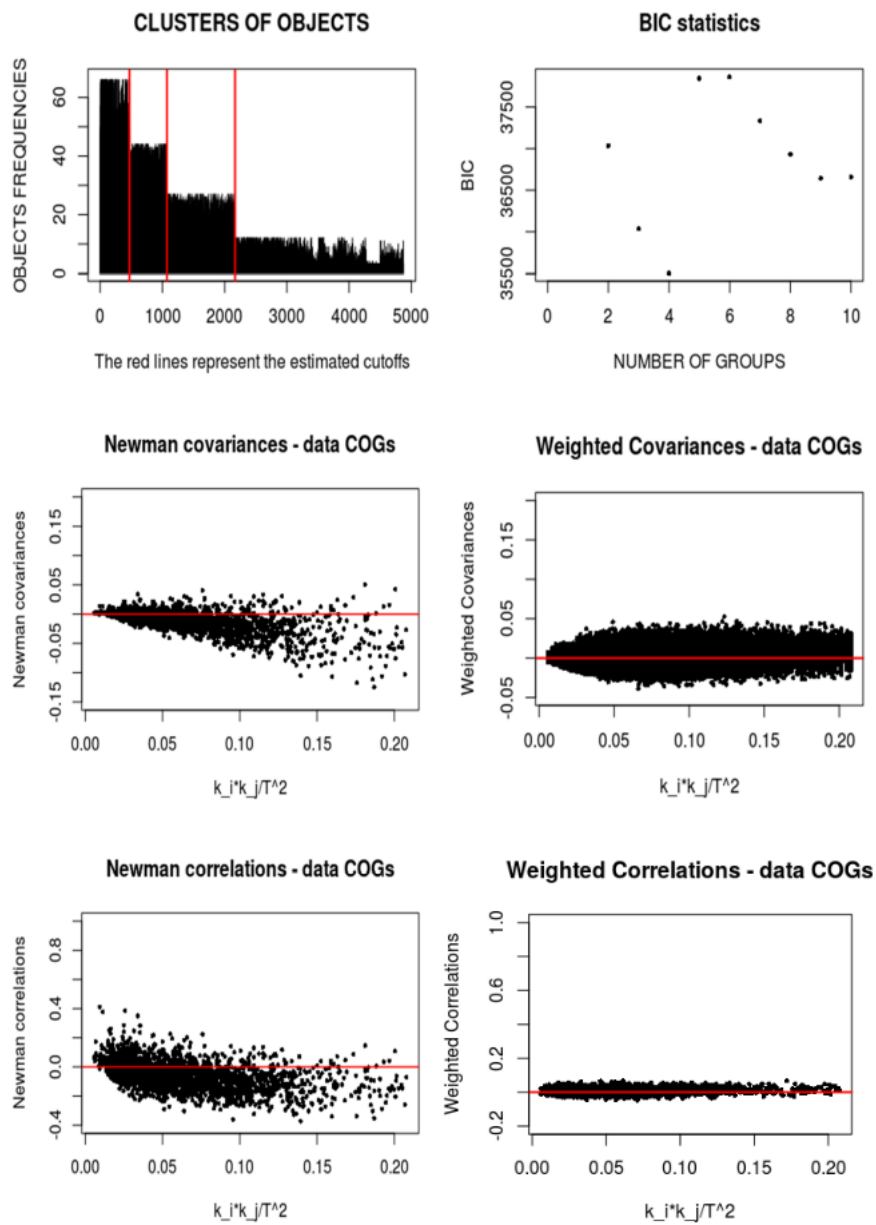 CLUSTERS OF OBJECTS
OBJECTS FREQUENCIES
60
40
20
0
0 1000 2000 3000 4000 5000
The red lines represent the estimated cutoffs
BIC statistics
BIC
37500
36500
35500
0 2 4 6 8 10
NUMBER OF GROUPS
Newman covariances - data COGs
Newman covariances
0.15
0.05
-0.05
-0.15
0.00 0.05 0.10 0.15 0.20
k_i*k_j/T^2
Weighted Covariances - data COGs
Weighted Covariances
0.15
0.05
-0.05
0.00 0.05 0.10 0.15 0.20
k_i*k_j/T^2
Newman correlations - data COGs
Newman correlations
0.8
0.4
0.0
-0.4
0.00 0.05 0.10 0.15 0.20
k_i*k_j/T^2
Weighted Correlations - data COGs
Weighted Correlations
1.0
0.6
0.2
-0.2
0.00 0.05 0.10 0.15 0.20
k_i*k_j/T^2